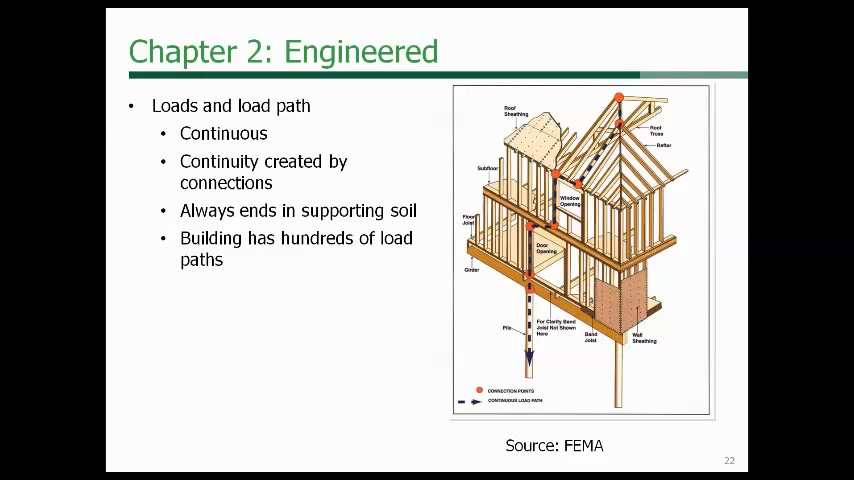 Chapter 2: Engineered
• Loads and load path
• Continuous
• Continuity created by
connections
• Always ends in supporting soil
• Building has hundreds of load
paths
Roof
Sheathing
Roof
Truss
Rafter
Subfloor
Window
Opening
Floor
Joist
Door
Opening
Girder
Pile
For Clarity Band
Joist Not Shown
Here
Band
Joist
Wall
Sheathing
CONNECTION POINTS
CONTINUOUS LOAD PATH
Source: FEMA
22